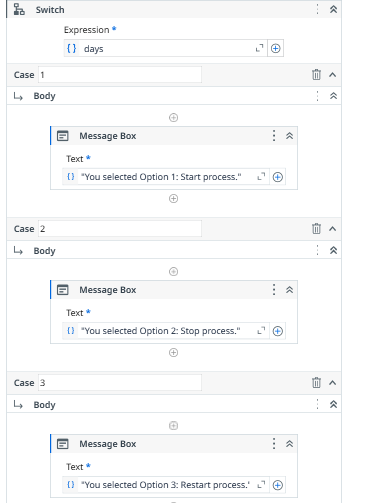 Switch
Expression *
days
Case 1
Body
Message Box
Text *
"You selected Option 1: Start process."
Case 2
Body
Message Box
Text *
"You selected Option 2: Stop process."
Case 3
Body
Message Box
Text *
"You selected Option 3: Restart process.'